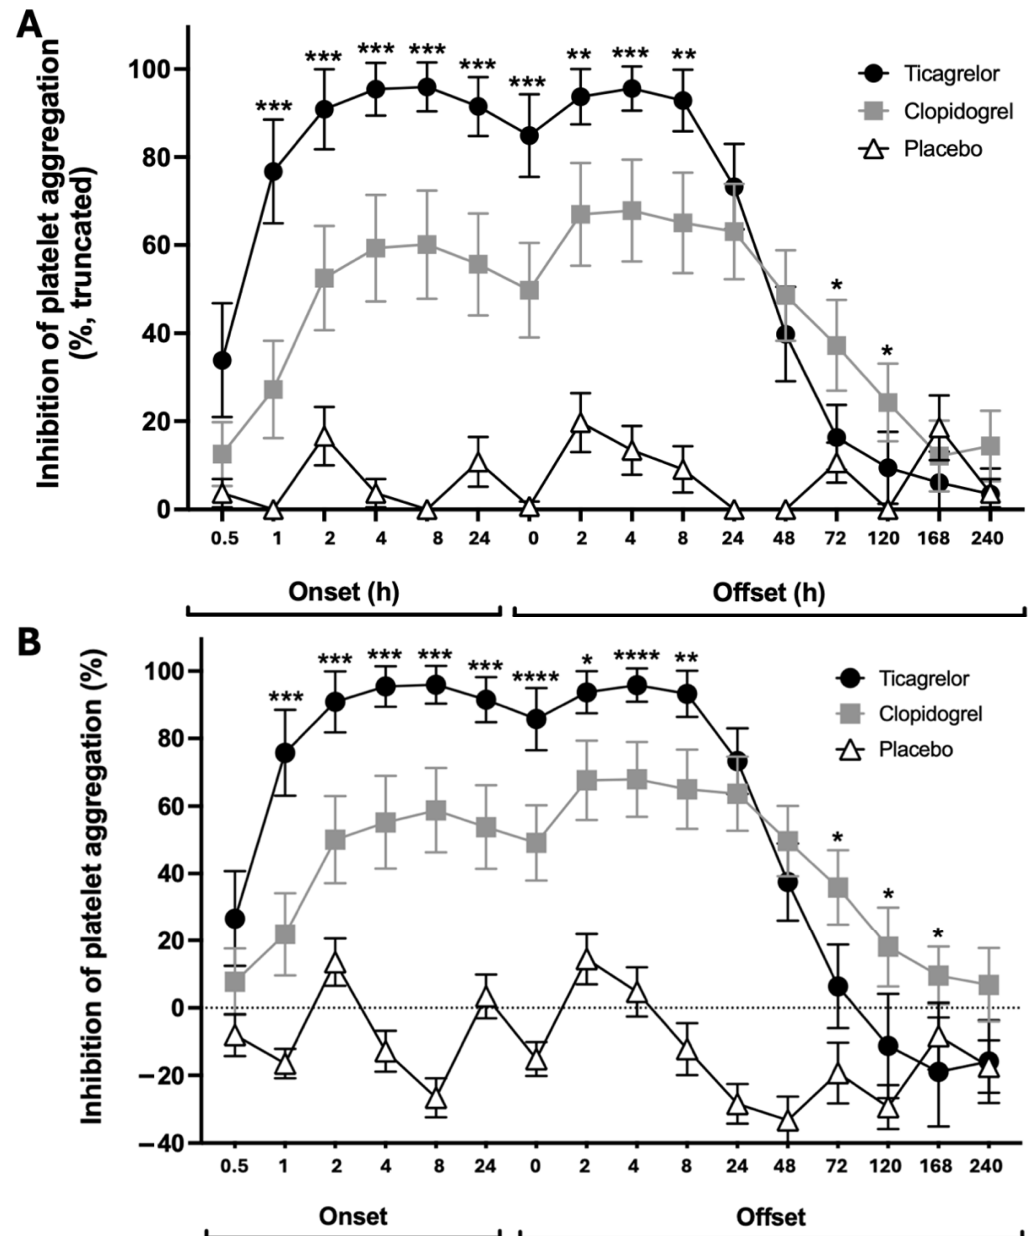 A
Inhibition of platelet aggregation
(%, truncated)
100
80
60
40
20
0
*** *** *** *** *** *** ** *** ** * *
Ticagrelor
Clopidogrel
Placebo
0.5 1 2 4 8 24 0 2 4 8 24 48 72 120 168 240
Onset (h) Offset (h)
B
Inhibition of platelet aggregation (%)
100
80
60
40
20
0
−20
−40
*** *** *** *** *** **** * **** ** * * *
Ticagrelor
Clopidogrel
Placebo
0.5 1 2 4 8 24 0 2 4 8 24 48 72 120 168 240
Onset Offset